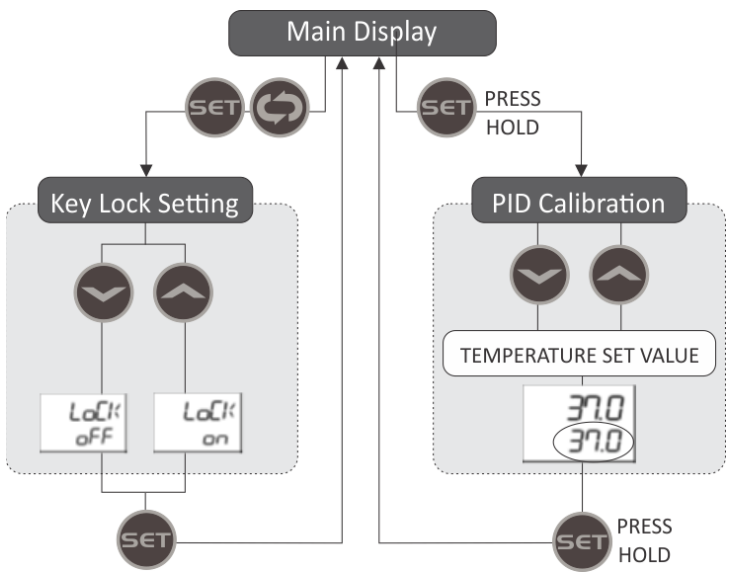 Main Display
SET
SET
PRESS
HOLD
Key Lock Setting
PID Calibration
TEMPERATURE SET VALUE
LoCK
oFF
LoCK
on
37.0
37.0
SET
SET
PRESS
HOLD